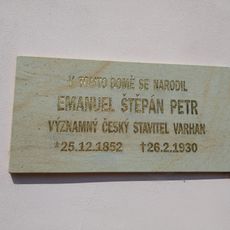 V TOMTO DOMĚ SE NARODIL
EMANUEL ŠTĚPÁN PETR
VÝZNAMNÝ ČESKÝ STAVITEL VARHAN
*25.12.1852 †26.2.1930